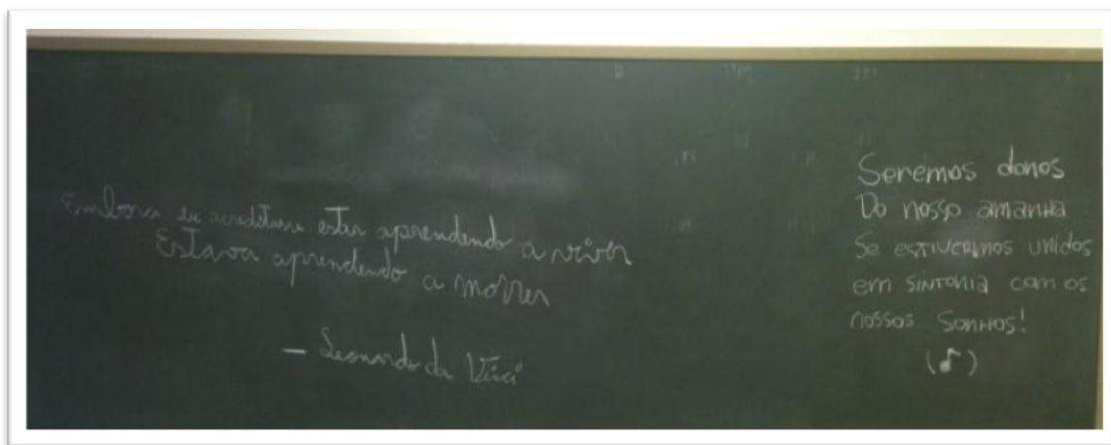 Embora eu acreditasse estar aprendendo a viver
Estava aprendendo a morrer
– Leonardo da Vinci
Seremos donos
Do nosso amanhã
Se estivermos unidos
em sintonia com os
nossos sonhos!
(♪)